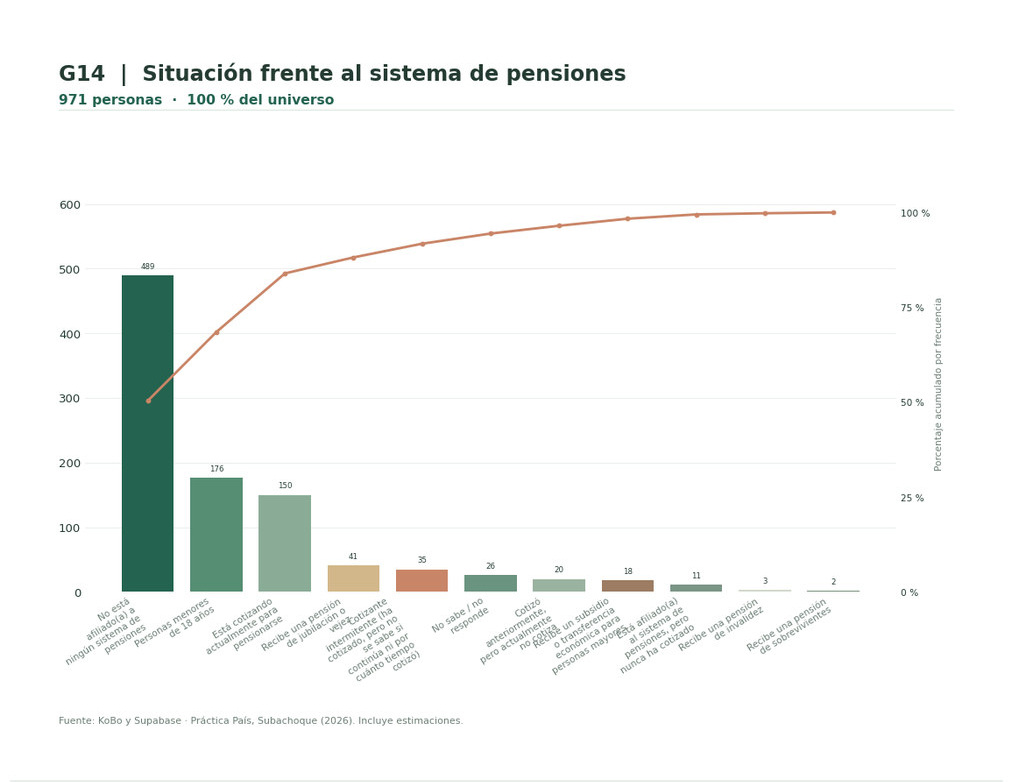 G14 | Situación frente al sistema de pensiones
971 personas · 100 % del universo
600
500
400
300
200
100
0
100 %
75 %
50 %
25 %
0 %
Porcentaje acumulado por frecuencia
489
176
150
41
35
26
20
18
11
3
2
No está
afiliado(a) a
ningún sistema de
pensiones
Personas menores
de 18 años
Está cotizando
actualmente para
pensionarse
Recibe una pensión
de jubilación o
vejez
Cotizante
intermitente (ha
cotizado, pero no
se sabe si
continúa ni por
cuánto tiempo
cotizó)
No sabe / no
responde
Cotizó
anteriormente,
pero actualmente
no cotiza
Recibe un subsidio
o transferencia
económica para
personas mayores
Está afiliado(a)
al sistema de
pensiones, pero
nunca ha cotizado
Recibe una pensión
de invalidez
Recibe una pensión
de sobrevivientes
Fuente: KoBo y Supabase · Práctica País, Subachoque (2026). Incluye estimaciones.